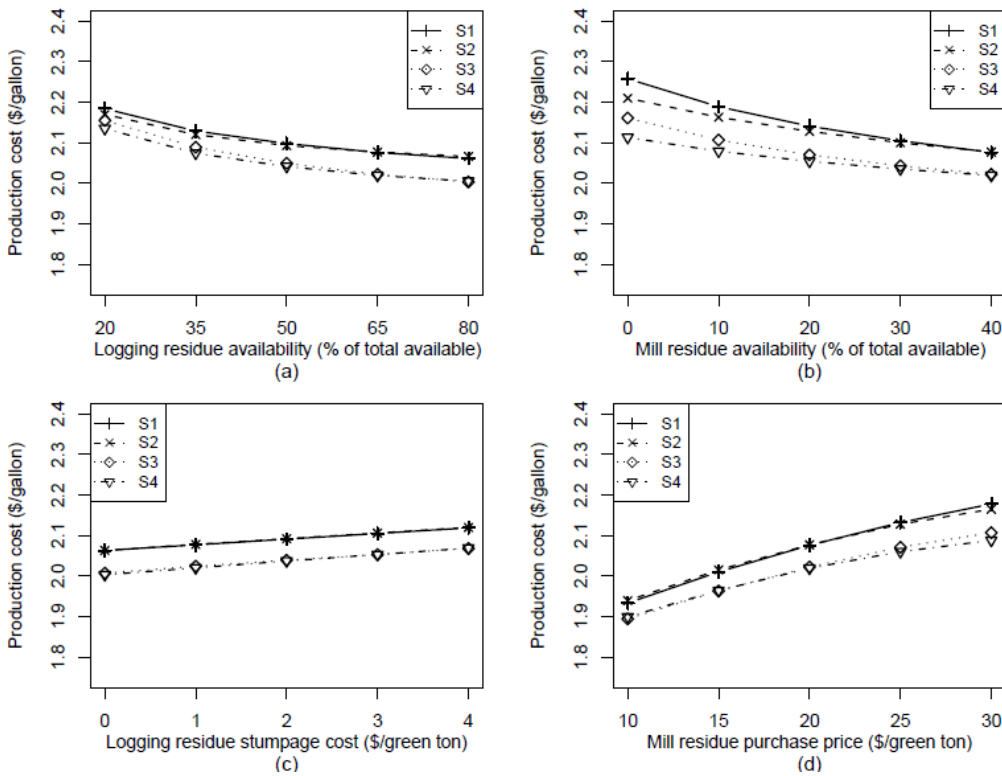 Production cost ($/gallon)
2.4
2.3
2.2
2.1
2.0
1.9
1.8
S1
S2
S3
S4
20 35 50 65 80
Logging residue availability (% of total available)
(a)
Production cost ($/gallon)
2.4
2.3
2.2
2.1
2.0
1.9
1.8
S1
S2
S3
S4
0 10 20 30 40
Mill residue availability (% of total available)
(b)
Production cost ($/gallon)
2.4
2.3
2.2
2.1
2.0
1.9
1.8
S1
S2
S3
S4
0 1 2 3 4
Logging residue stumpage cost ($/green ton)
(c)
Production cost ($/gallon)
2.4
2.3
2.2
2.1
2.0
1.9
1.8
S1
S2
S3
S4
10 15 20 25 30
Mill residue purchase price ($/green ton)
(d)